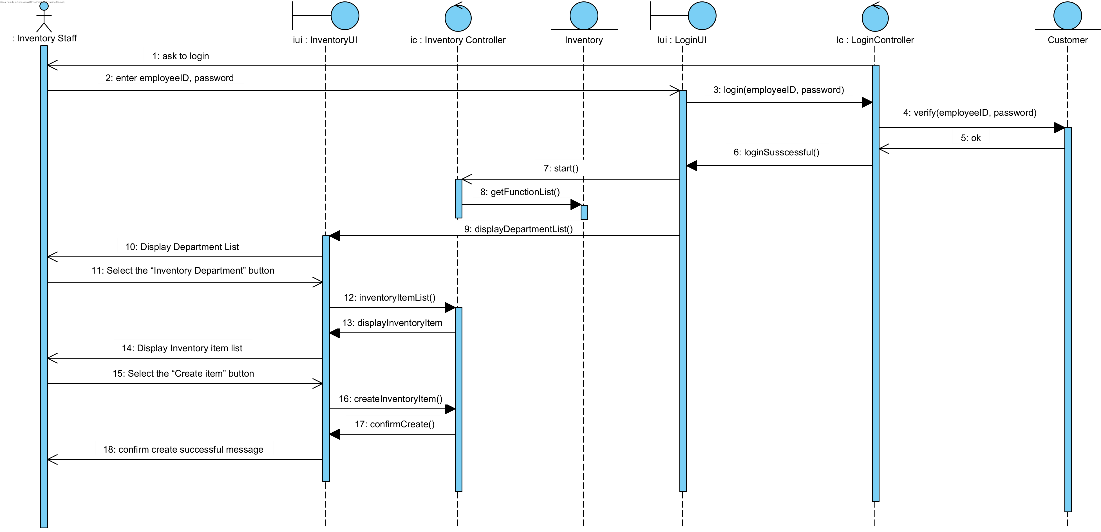 : Inventory Staff
iui : InventoryUI
ic : Inventory Controller
Inventory
lui : LoginUI
lc : LoginController
Customer
1: ask to login
2: enter employeeID, password
3: login(employeeID, password)
4: verify(employeeID, password)
5: ok
6: loginSusscessful()
7: start()
8: getFunctionList()
9: displayDepartmentList()
10: Display Department List
11: Select the “Inventory Department” button
12: inventoryItemList()
13: displayInventoryItem
14: Display Inventory item list
15: Select the “Create item” button
16: createInventoryItem()
17: confirmCreate()
18: confirm create successful message